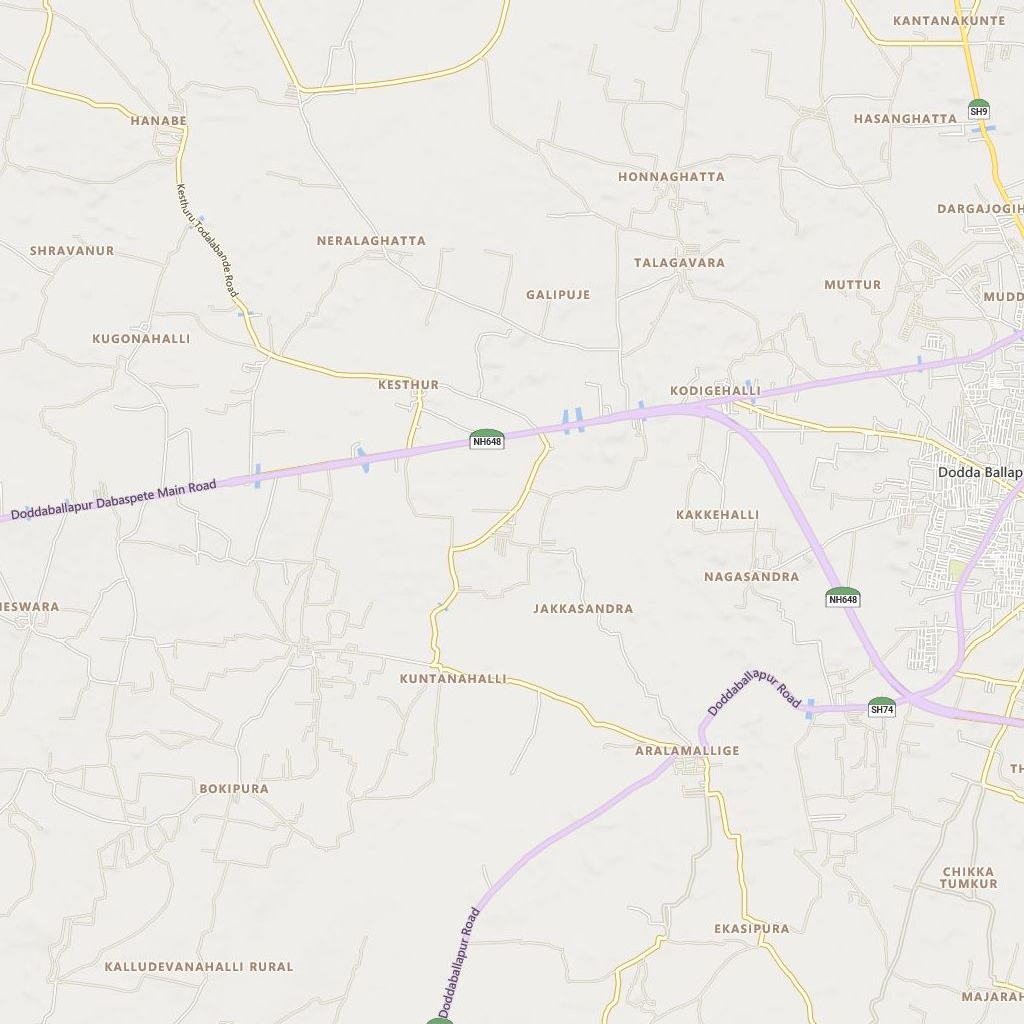 KANTANAKUNTE
SH9
HANABE
HASANGHATTA
HONNAGHATTA
Kesthuru Todalabande Road
DARGAJOGIH
SHRAVANUR
NERALAGHATTA
TALAGAVARA
GALIPUJE
MUTTUR
MUDD
KUGONAHALLI
KESTHUR
KODIGEHALLI
NH648
Dodda Ballap
Doddaballapur Dabaspete Main Road
KAKKEHALLI
NAGASANDRA
NH648
JAKKASANDRA
IESWARA
KUNTANAHALLI
Doddaballapur Road
SH74
ARALAMALLIGE
TH
BOKIPURA
CHIKKA
TUMKUR
EKASIPURA
Doddaballapur Road
KALLUDEVANAHALLI RURAL
MAJARAH